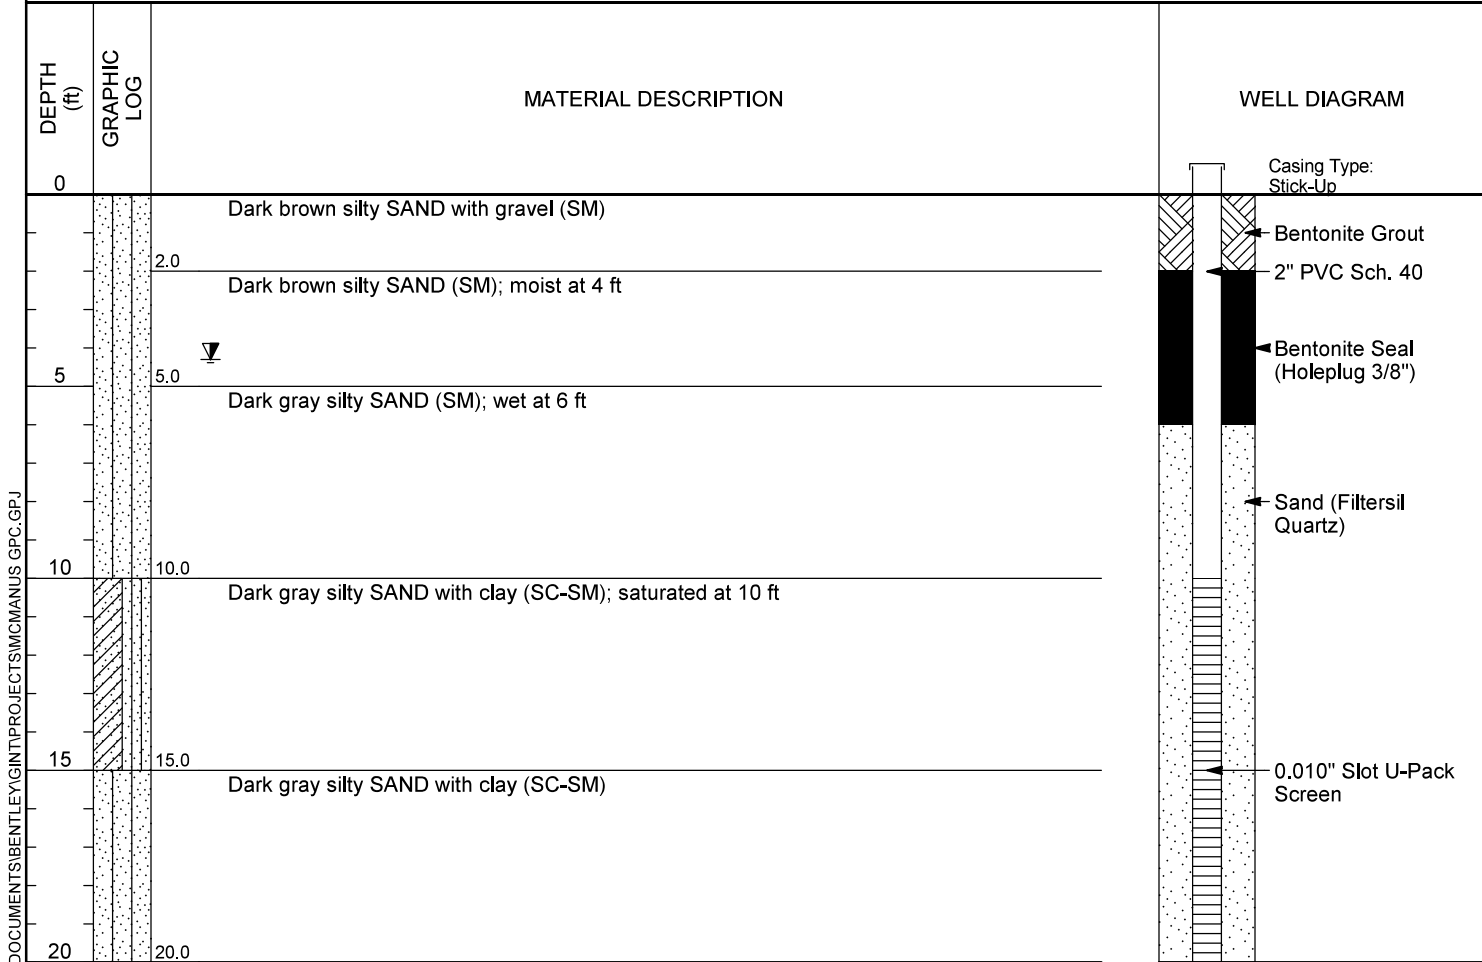 DEPTH
(ft)
GRAPHIC
LOG
MATERIAL DESCRIPTION
WELL DIAGRAM
Casing Type:
Stick-Up
0
Dark brown silty SAND with gravel (SM)
Bentonite Grout
2.0
2" PVC Sch. 40
Dark brown silty SAND (SM); moist at 4 ft
Bentonite Seal
(Holeplug 3/8")
5
5.0
Dark gray silty SAND (SM); wet at 6 ft
Sand (Filtersil
Quartz)
10
10.0
Dark gray silty SAND with clay (SC-SM); saturated at 10 ft
15
15.0
Dark gray silty SAND with clay (SC-SM)
0.010" Slot U-Pack
Screen
20
20.0
DOCUMENTS\BENTLEY\GINT\PROJECTS\MCMANUS GPC.GPJ